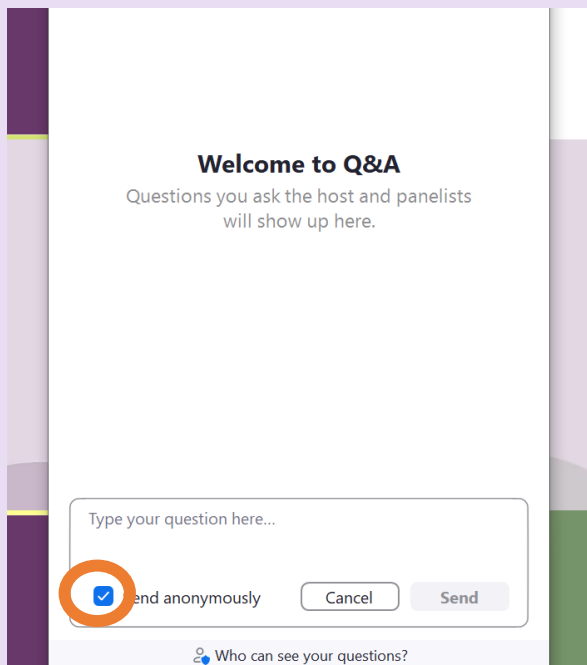 Welcome to Q&A
Questions you ask the host and panelists
will show up here.
Type your question here...
end anonymously
Cancel
Send
Who can see your questions?